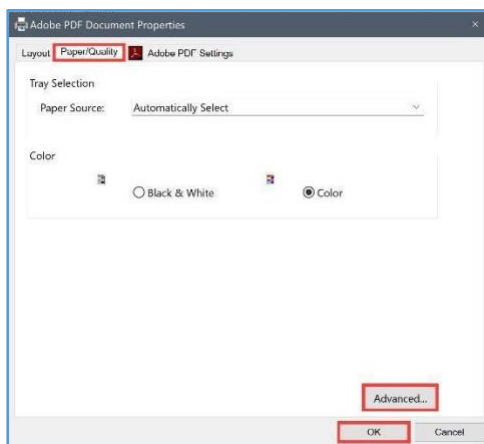 Adobe PDF Document Properties
Layout Paper/Quality Adobe PDF Settings
Tray Selection
Paper Source: Automatically Select
Color
Black & White Color
Advanced...
OK Cancel